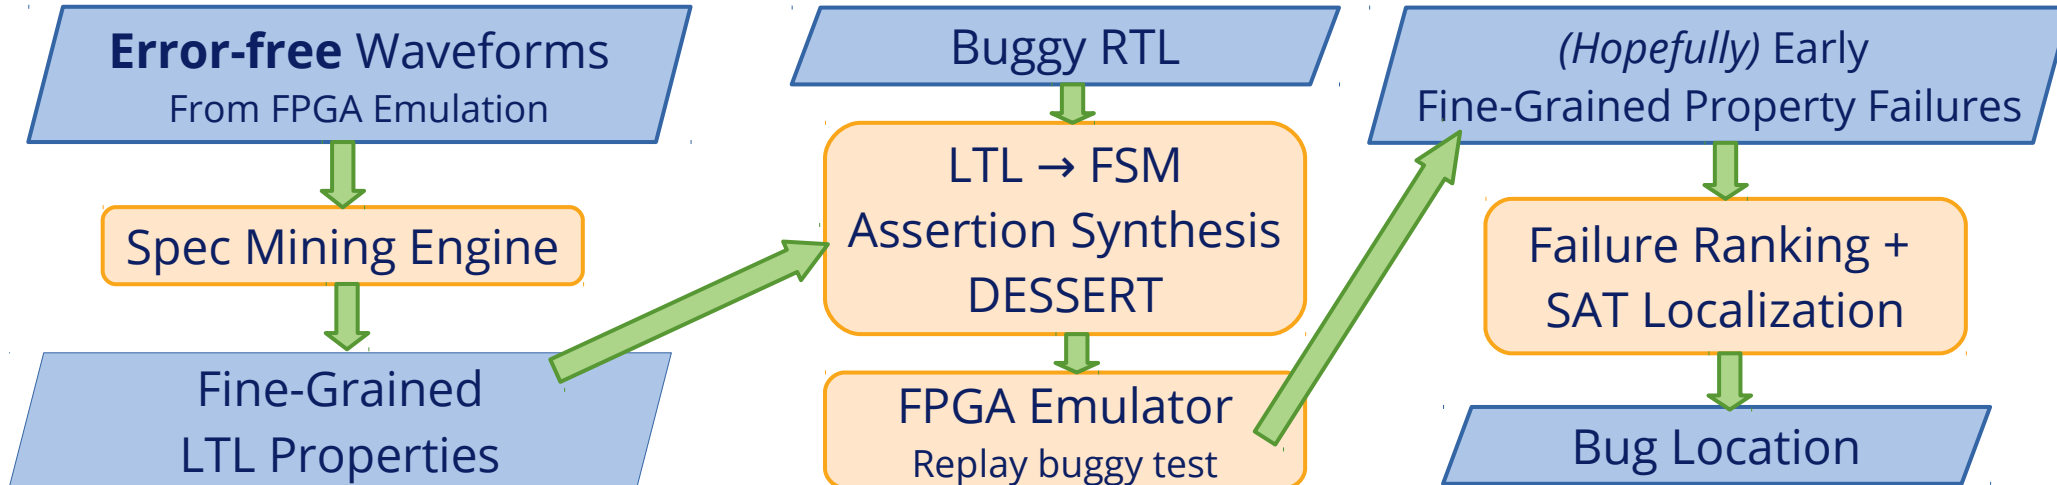 Error-free Waveforms
From FPGA Emulation
Spec Mining Engine
Fine-Grained
LTL Properties
Buggy RTL
LTL → FSM
Assertion Synthesis
DESSERT
FPGA Emulator
Replay buggy test
(Hopefully) Early
Fine-Grained Property Failures
Failure Ranking +
SAT Localization
Bug Location